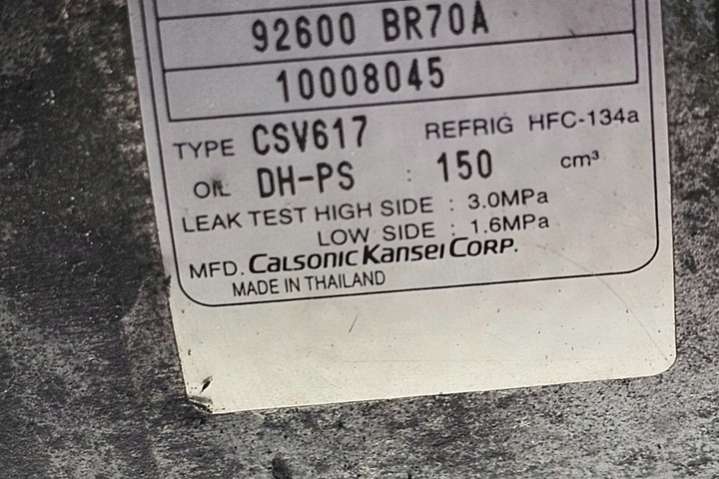 92600 BR70A
10008045
TYPE CSV617 REFRIG HFC-134a
OIL DH-PS : 150 cm³
LEAK TEST HIGH SIDE : 3.0MPa
LOW SIDE : 1.6MPa
MFD. CALSONIC KANSEI CORP.
MADE IN THAILAND